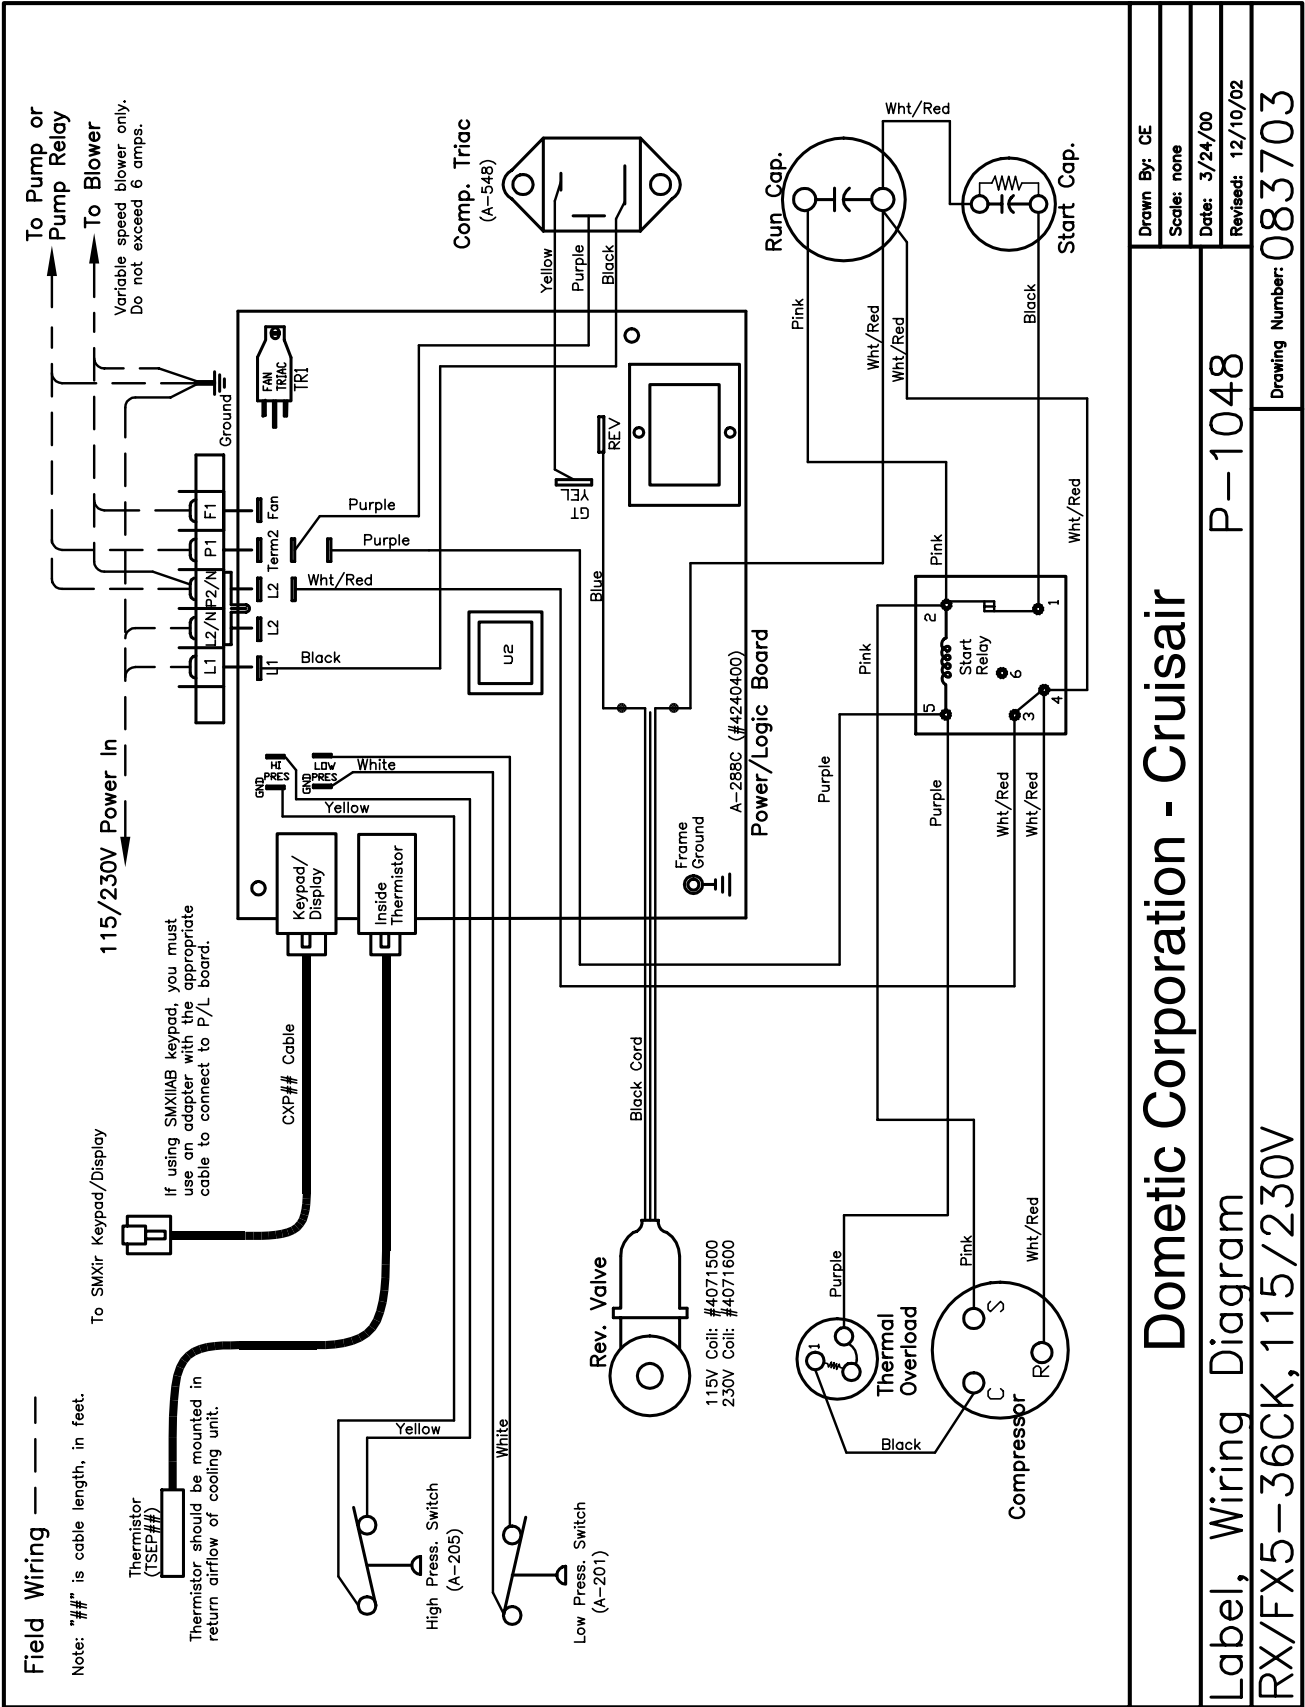 Field Wiring
Note: "##" is cable length, in feet.
Thermistor
(TSEP##)
Thermistor should be mounted in
return airflow of cooling unit.
To SMXir Keypad/Display
If using SMXIIAB keypad, you must
use an adapter with the appropriate
cable to connect to P/L board.
CXP## Cable
115/230V Power In
To Pump or
Pump Relay
To Blower
Variable speed blower only.
Do not exceed 6 amps.
Ground
L1
L2/N
P2/N
P1
F1
L1
L2
L2
Term2
Fan
FAN
TRIAC
TR1
Keypad/
Display
Inside
Thermistor
GND
HI
PRES
GND
LOW
PRES
White
Yellow
Black
Wht/Red
Purple
Purple
U2
Yellow
White
High Press. Switch
(A-205)
Low Press. Switch
(A-201)
Comp. Triac
(A-548)
Yellow
Purple
Black
GT
YEL
REV
Blue
Frame
Ground
A-288C (#4240400)
Power/Logic Board
Black Cord
Rev. Valve
115V Coil: #4071500
230V Coil: #4071600
Run Cap.
Wht/Red
Start Cap.
Pink
Wht/Red
Wht/Red
Black
Wht/Red
Pink
Pink
Start
Relay
2
1
5
6
3
4
Purple
Purple
Wht/Red
Wht/Red
Purple
Pink
Wht/Red
1
Thermal
Overload
Black
S
C
R
Compressor
Dometic Corporation - Cruisair
Drawn By: CE
Scale: none
Date: 3/24/00
Revised: 12/10/02
Label, Wiring Diagram
P-1048
RX/FX5-36CK, 115/230V
Drawing Number: 083703